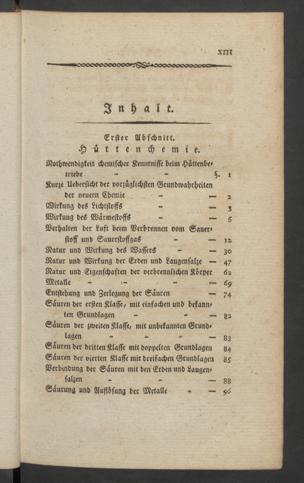 XIII
Inhalt.
Erster Abschnitt.
Hüttenchemie.
Nothwendigkeit chemischer Kenntnisse beim Hüttenbe-
triebe - - §. 1
Kurze Uebersicht der vorzüglichsten Grundwahrheiten
der neuern Chemie - — 2
Wirkung des Lichtstoffs - — 3
Wirkung des Wärmestoffs - — 5
Verhalten der Luft beim Verbrennen vom Sauer-
stoff und Sauerstoffgas - — 12
Natur und Wirkung des Wassers - — 30
Natur und Wirkung der Erden und Laugensalze — 47
Natur und Eigenschaften der verbrennlichen Körper 62
Metalle - - - — 69
Entstehung und Zerlegung der Säuren — 74
Säuren der ersten Klasse, mit einfachen und bekann-
ten Grundlagen - - — 82
Säuren der zweiten Klasse, mit unbekannten Grund-
lagen - - - — 83
Säuren der dritten Klasse mit doppelten Grundlagen 84
Säuren der vierten Klasse mit dreifachen Grundlagen 85
Verbindung der Säuren mit den Erden und Laugen-
salzen - - - — 88
Säurung und Auflösung der Metalle - — 96